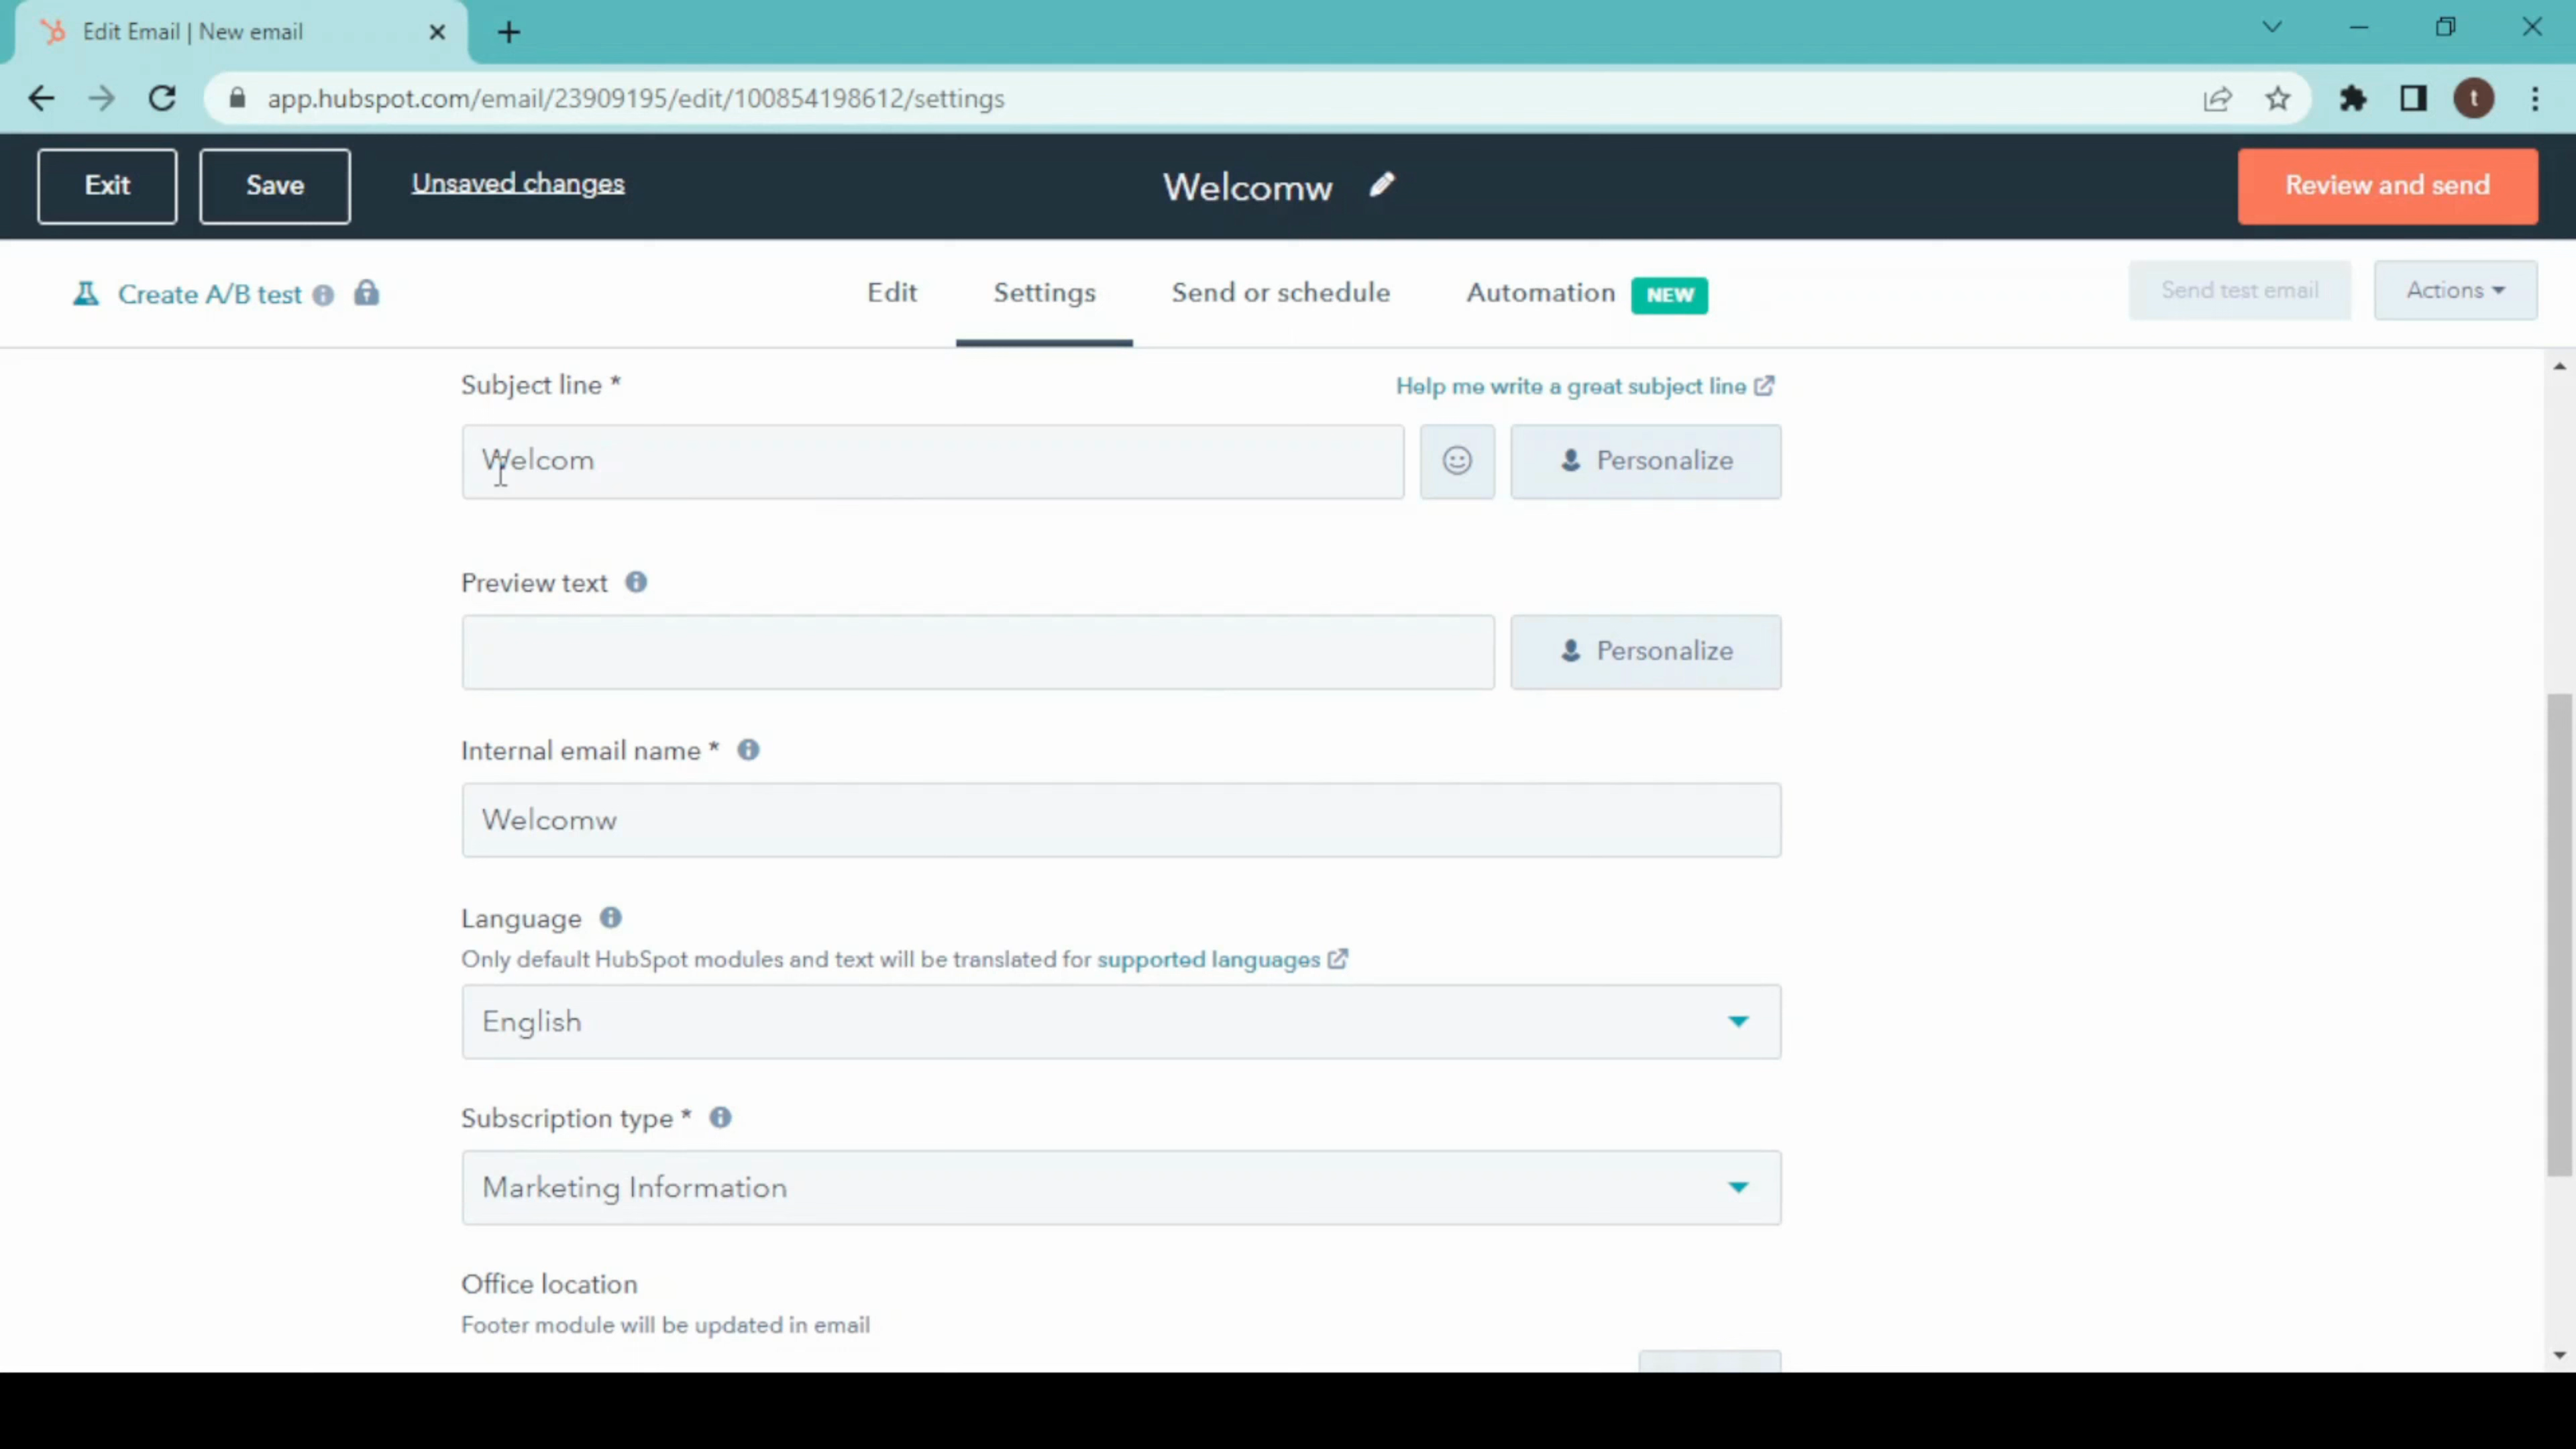 Edit Email | New email
app.hubspot.com/email/23909195/edit/100854198612/settings
t
Exit
Save
Unsaved changes
Welcomw
Review and send
Create A/B test
Edit
Settings
Send or schedule
Automation
NEW
Send test email
Actions
Subject line *
Help me write a great subject line
Welcom
Personalize
Preview text
Personalize
Internal email name *
Welcomw
Language
Only default HubSpot modules and text will be translated for supported languages
English
Subscription type *
Marketing Information
Office location
Footer module will be updated in email